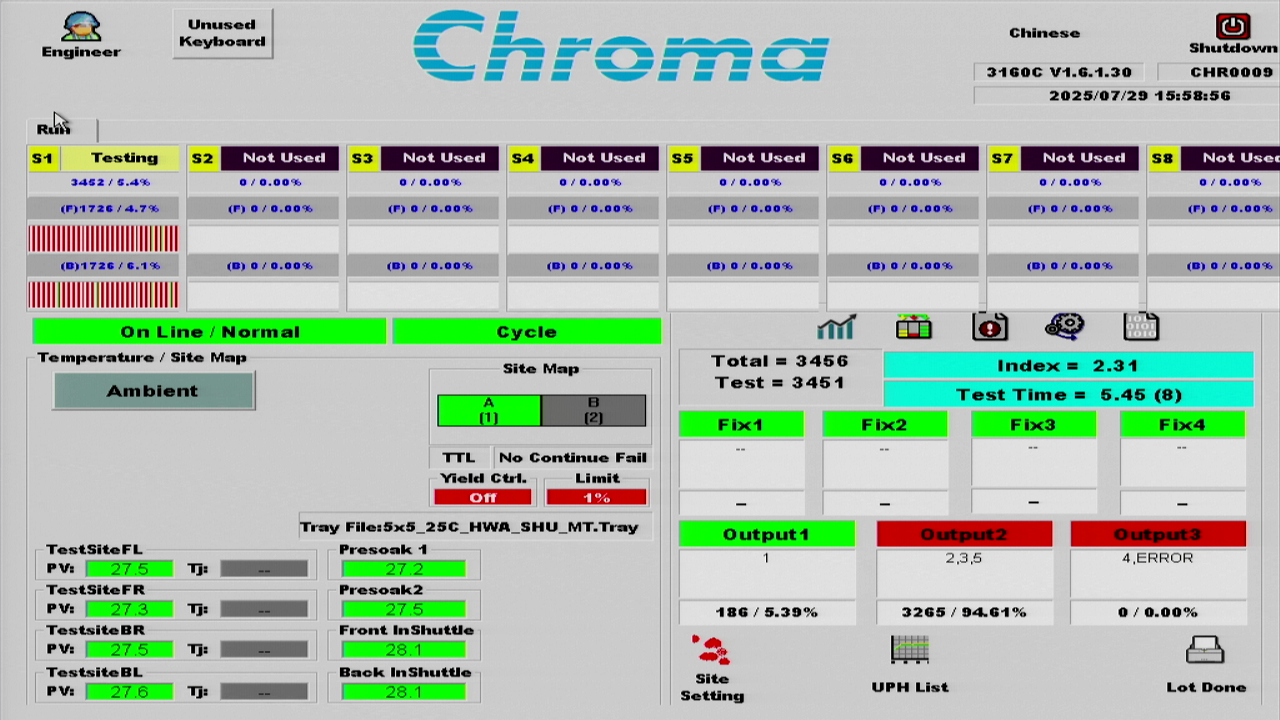 Engineer
Unused
Keyboard
Chroma
Chinese
Shutdown
3160C V1.6.1.30
CHR0009
2025/07/29 15:58:56
Run
S1 Testing
S2 Not Used
S3 Not Used
S4 Not Used
S5 Not Used
S6 Not Used
S7 Not Used
S8 Not Us
3452 / 5.4%
0 / 0.00%
0 / 0.00%
0 / 0.00%
0 / 0.00%
0 / 0.00%
0 / 0.00%
0 / 0.00%
(F)1726 / 4.7%
(F) 0 / 0.00%
(F) 0 / 0.00%
(F) 0 / 0.00%
(F) 0 / 0.00%
(F) 0 / 0.00%
(F) 0 / 0.00%
(F) 0 / 0.00%
(B)1726 / 6.1%
(B) 0 / 0.00%
(B) 0 / 0.00%
(B) 0 / 0.00%
(B) 0 / 0.00%
(B) 0 / 0.00%
(B) 0 / 0.00%
(B) 0 / 0.00%
On Line / Normal
Cycle
Temperature / Site Map
Ambient
Site Map
A
(1)
B
(2)
TTL
No Continue Fail
Yield Ctrl.
Off
Limit
1%
Tray File:5x5_25C_HWA_SHU_MT.Tray
TestSiteFL
PV: 27.5 Tj: --
TestSiteFR
PV: 27.3 Tj: --
TestsiteBR
PV: 27.5 Tj: --
TestsiteBL
PV: 27.6 Tj: --
Presoak 1
27.2
Presoak2
27.5
Front InShuttle
28.1
Back InShuttle
28.1
Total = 3456
Test = 3451
Index = 2.31
Test Time = 5.45 (8)
Fix1
--
–
Fix2
--
–
Fix3
--
–
Fix4
--
–
Output1
1
186 / 5.39%
Output2
2,3,5
3265 / 94.61%
Output3
4,ERROR
0 / 0.00%
Site
Setting
UPH List
Lot Done